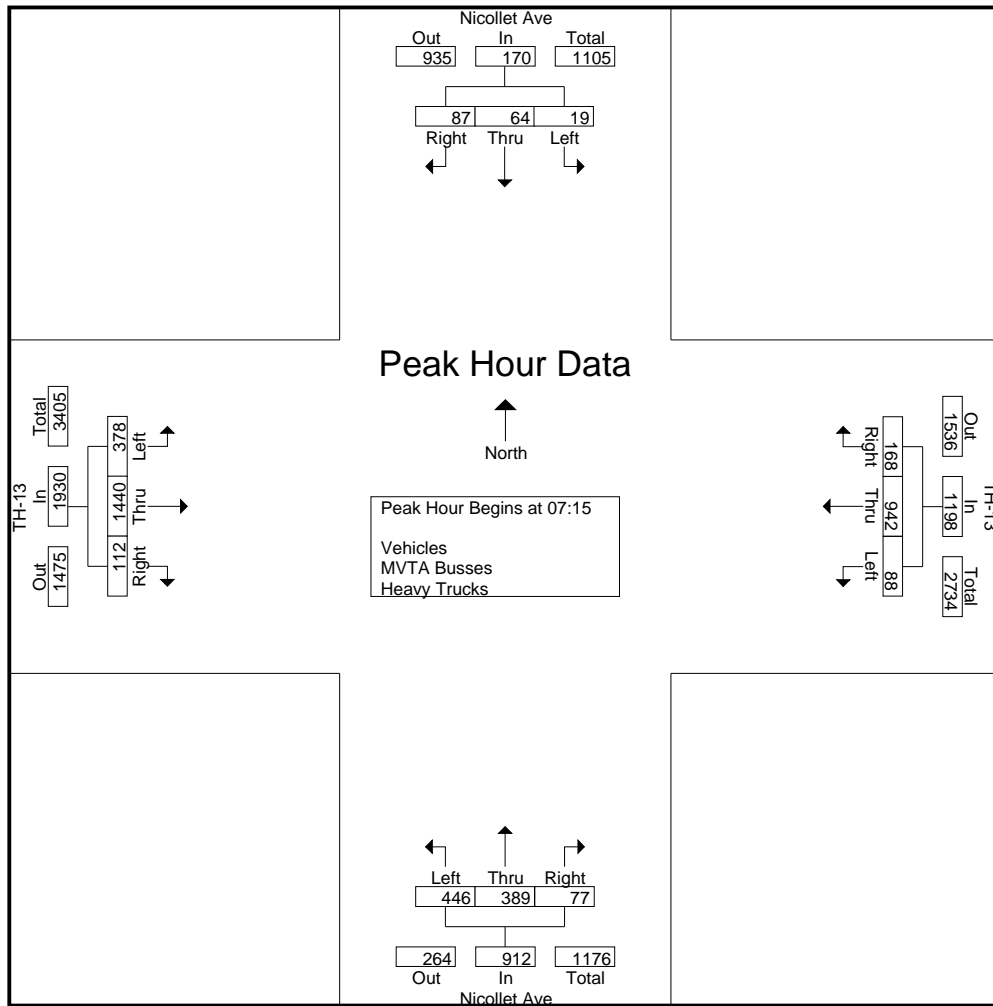 Nicollet Ave
Out In Total
935 170 1105
87 64 19
Right Thru Left
Peak Hour Data
North
Peak Hour Begins at 07:15
Vehicles
MVTA Busses
Heavy Trucks
TH-13
Total In Out
3405 1930 1475
378 1440 112
Left Thru Right
TH-13
Out In Total
1536 1198 2734
168 942 88
Right Thru Left
Left Thru Right
446 389 77
264 912 1176
Out In Total
Nicollet Ave